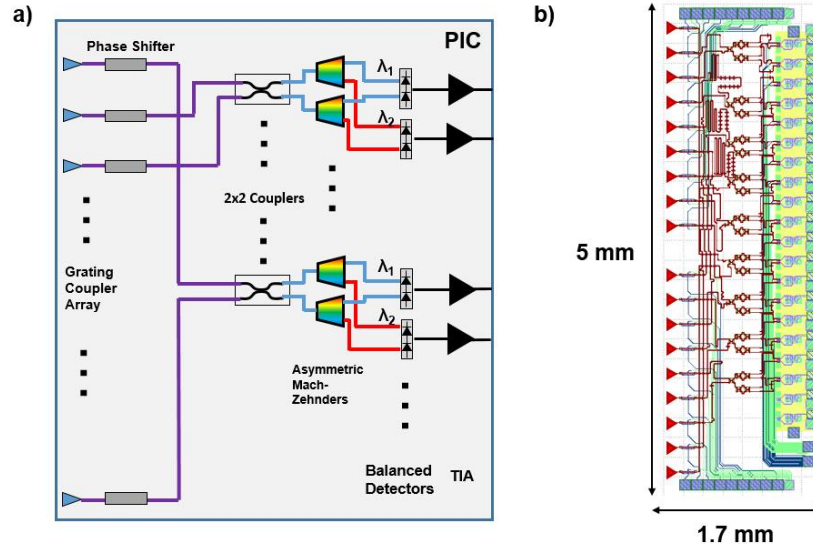 a)
PIC
Phase Shifter
λ1
λ2
2x2 Couplers
Grating
Coupler
Array
λ1
λ2
Asymmetric
Mach-
Zehnders
Balanced
Detectors
TIA
b)
5 mm
1.7 mm